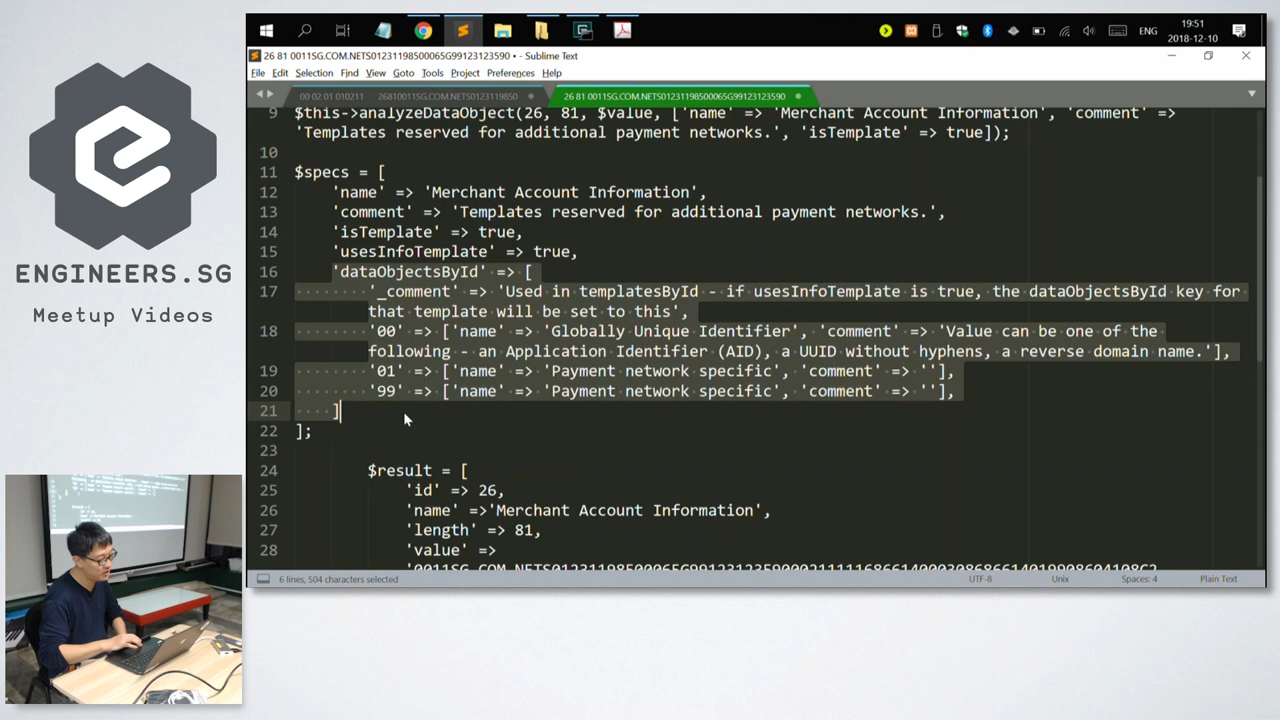 19:51
ENG
2018-12-10
26 81 0011SG.COM.NETS01231198500065G99123123590 • - Sublime Text
File Edit Selection Find View Goto Tools Project Preferences Help
00 02 01 010211
26810011SG.COM.NETS0123119850
26 81 0011SG.COM.NETS01231198500065G99123123590
9 $this->analyzeDataObject(26, 81, $value, ['name' => 'Merchant Account Information', 'comment' =>
'Templates reserved for additional payment networks.', 'isTemplate' => true]);
10
11 $specs = [
12 'name' => 'Merchant Account Information',
13 'comment' => 'Templates reserved for additional payment networks.',
14 'isTemplate' => true,
15 'usesInfoTemplate' => true,
16 'dataObjectsById' => [
17 '_comment' => 'Used in templatesById - if usesInfoTemplate is true, the dataObjectsById key for
that template will be set to this',
18 '00' => ['name' => 'Globally Unique Identifier', 'comment' => 'Value can be one of the
following - an Application Identifier (AID), a UUID without hyphens, a reverse domain name.'],
19 '01' => ['name' => 'Payment network specific', 'comment' => ''],
20 '99' => ['name' => 'Payment network specific', 'comment' => ''],
21 ]
22 ];
23
24 $result = [
25 'id' => 26,
26 'name' =>'Merchant Account Information',
27 'length' => 81,
28 'value' =>
6 lines, 504 characters selected
UTF-8
Unix
Spaces: 4
Plain Text
ENGINEERS.SG
Meetup Videos